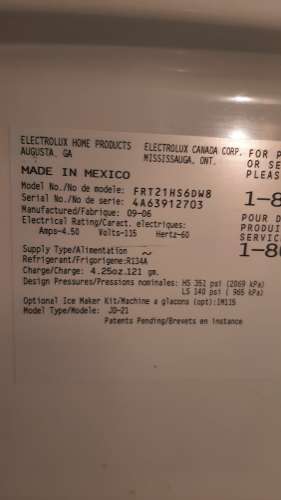 ELECTROLUX HOME PRODUCTS
AUGUSTA, GA
ELECTROLUX CANADA CORP.
MISSISSAUGA, ONT.
FOR P
OR SE
PLEAS
MADE IN MEXICO
Model No./No de modele: FRT21HS6DW8
Serial No./No de serie: 4A63912703
1-8
Manufactured/Fabrique: 09-06
Electrical Rating/Caract. electriques:
Amps-4.50 Volts-115 Hertz-60
POUR D
PRODUI
SERVIC
1-80
Supply Type/Alimentation ~
Refrigerant/Frigorigene:R134A
Charge/Charge: 4.25oz.121 gm.
Design Pressures/Pressions nominales: HS 351 psi (2069 kPa)
LS 140 psi ( 965 kPa)
Optional Ice Maker Kit/Machine a glacons (opt):IM115
Model Type/Modele: JD-21
Patents Pending/Brevets en instance